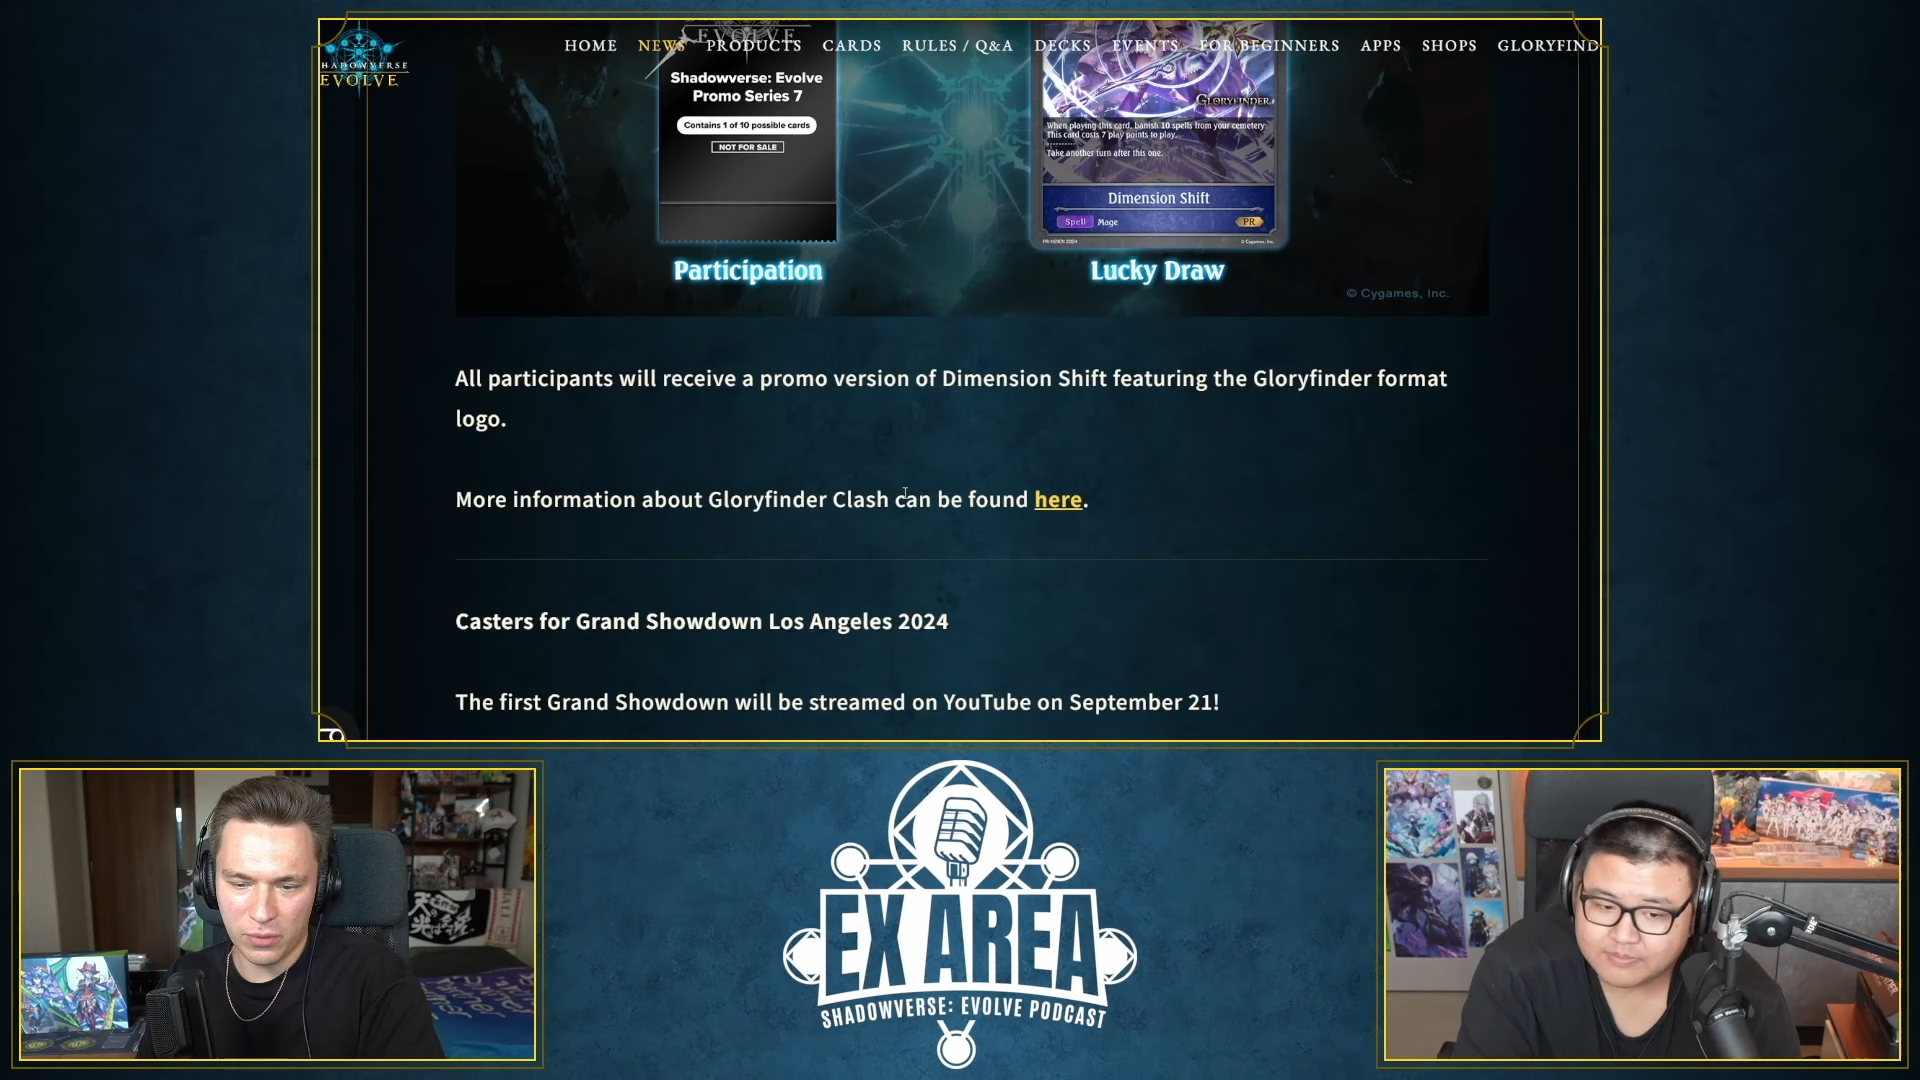 SHADOWVERSE
EVOLVE
HOME
NEWS
PRODUCTS
CARDS
RULES / Q&A
DECKS
EVENTS
FOR BEGINNERS
APPS
SHOPS
GLORYFIND
EVOLVE
Shadowverse: Evolve
Promo Series 7
Contains 1 of 10 possible cards
NOT FOR SALE
Participation
GLORYFINDER
When playing this card, banish 10 spells from your cemetery:
This card costs 7 play points to play.
Take another turn after this one.
Dimension Shift
Spell Mage
PR
© Cygames, Inc.
Lucky Draw
© Cygames, Inc.
All participants will receive a promo version of Dimension Shift featuring the Gloryfinder format
logo.
More information about Gloryfinder Clash can be found here.
Casters for Grand Showdown Los Angeles 2024
The first Grand Showdown will be streamed on YouTube on September 21!
EX AREA
SHADOWVERSE: EVOLVE PODCAST